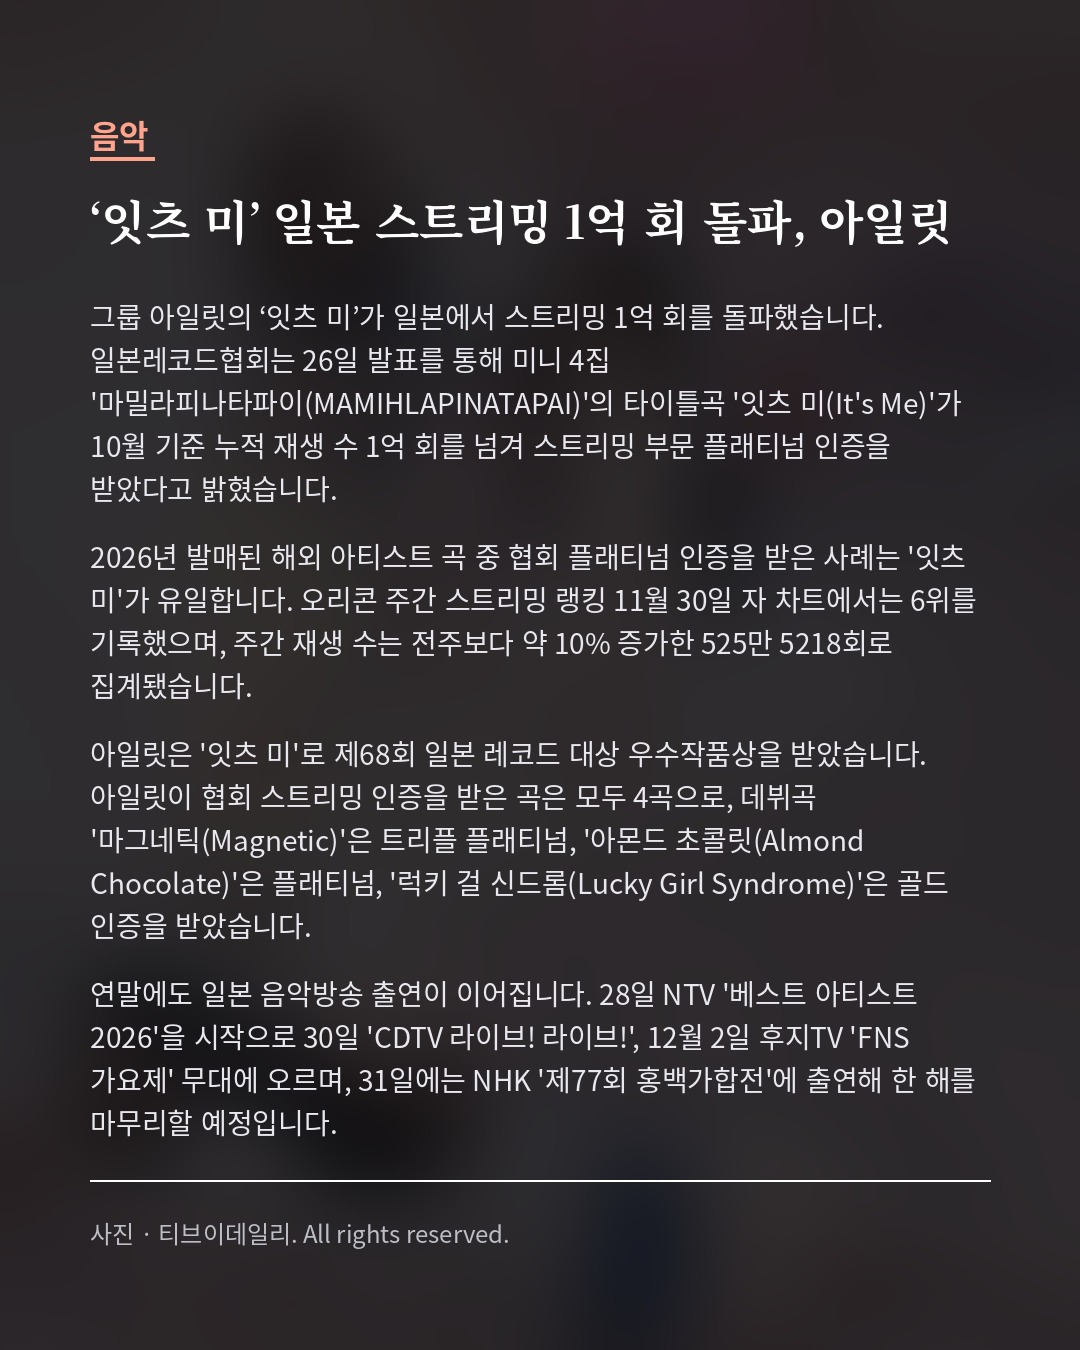 음악
‘잇츠 미’ 일본 스트리밍 1억 회 돌파, 아일릿
그룹 아일릿의 ‘잇츠 미’가 일본에서 스트리밍 1억 회를 돌파했습니다.
일본레코드협회는 26일 발표를 통해 미니 4집
'마밀라피나타파이(MAMIHLAPINATAPAI)'의 타이틀곡 '잇츠 미(It's Me)'가
10월 기준 누적 재생 수 1억 회를 넘겨 스트리밍 부문 플래티넘 인증을
받았다고 밝혔습니다.
2026년 발매된 해외 아티스트 곡 중 협회 플래티넘 인증을 받은 사례는 '잇츠
미'가 유일합니다. 오리콘 주간 스트리밍 랭킹 11월 30일 자 차트에서는 6위를
기록했으며, 주간 재생 수는 전주보다 약 10% 증가한 525만 5218회로
집계됐습니다.
아일릿은 '잇츠 미'로 제68회 일본 레코드 대상 우수작품상을 받았습니다.
아일릿이 협회 스트리밍 인증을 받은 곡은 모두 4곡으로, 데뷔곡
'마그네틱(Magnetic)'은 트리플 플래티넘, '아몬드 초콜릿(Almond
Chocolate)'은 플래티넘, '럭키 걸 신드롬(Lucky Girl Syndrome)'은 골드
인증을 받았습니다.
연말에도 일본 음악방송 출연이 이어집니다. 28일 NTV '베스트 아티스트
2026'을 시작으로 30일 'CDTV 라이브! 라이브!', 12월 2일 후지TV 'FNS
가요제' 무대에 오르며, 31일에는 NHK '제77회 홍백가합전'에 출연해 한 해를
마무리할 예정입니다.
사진 · 티브이데일리. All rights reserved.